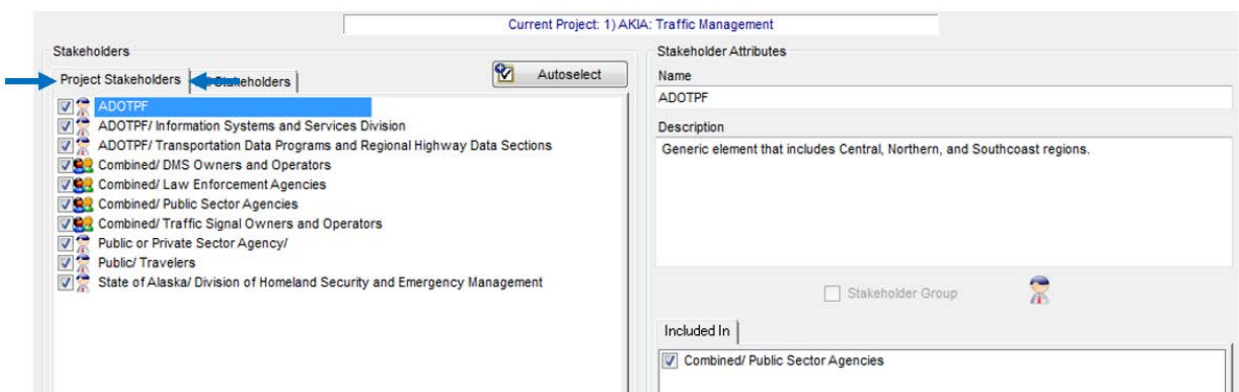 Current Project: 1) AKIA: Traffic Management
Stakeholders
Project Stakeholders
Stakeholders
Autoselect
ADOTPF
ADOTPF/ Information Systems and Services Division
ADOTPF/ Transportation Data Programs and Regional Highway Data Sections
Combined/ DMS Owners and Operators
Combined/ Law Enforcement Agencies
Combined/ Public Sector Agencies
Combined/ Traffic Signal Owners and Operators
Public or Private Sector Agency/
Public/ Travelers
State of Alaska/ Division of Homeland Security and Emergency Management
Stakeholder Attributes
Name
ADOTPF
Description
Generic element that includes Central, Northern, and Southcoast regions.
Stakeholder Group
Included In
Combined/ Public Sector Agencies